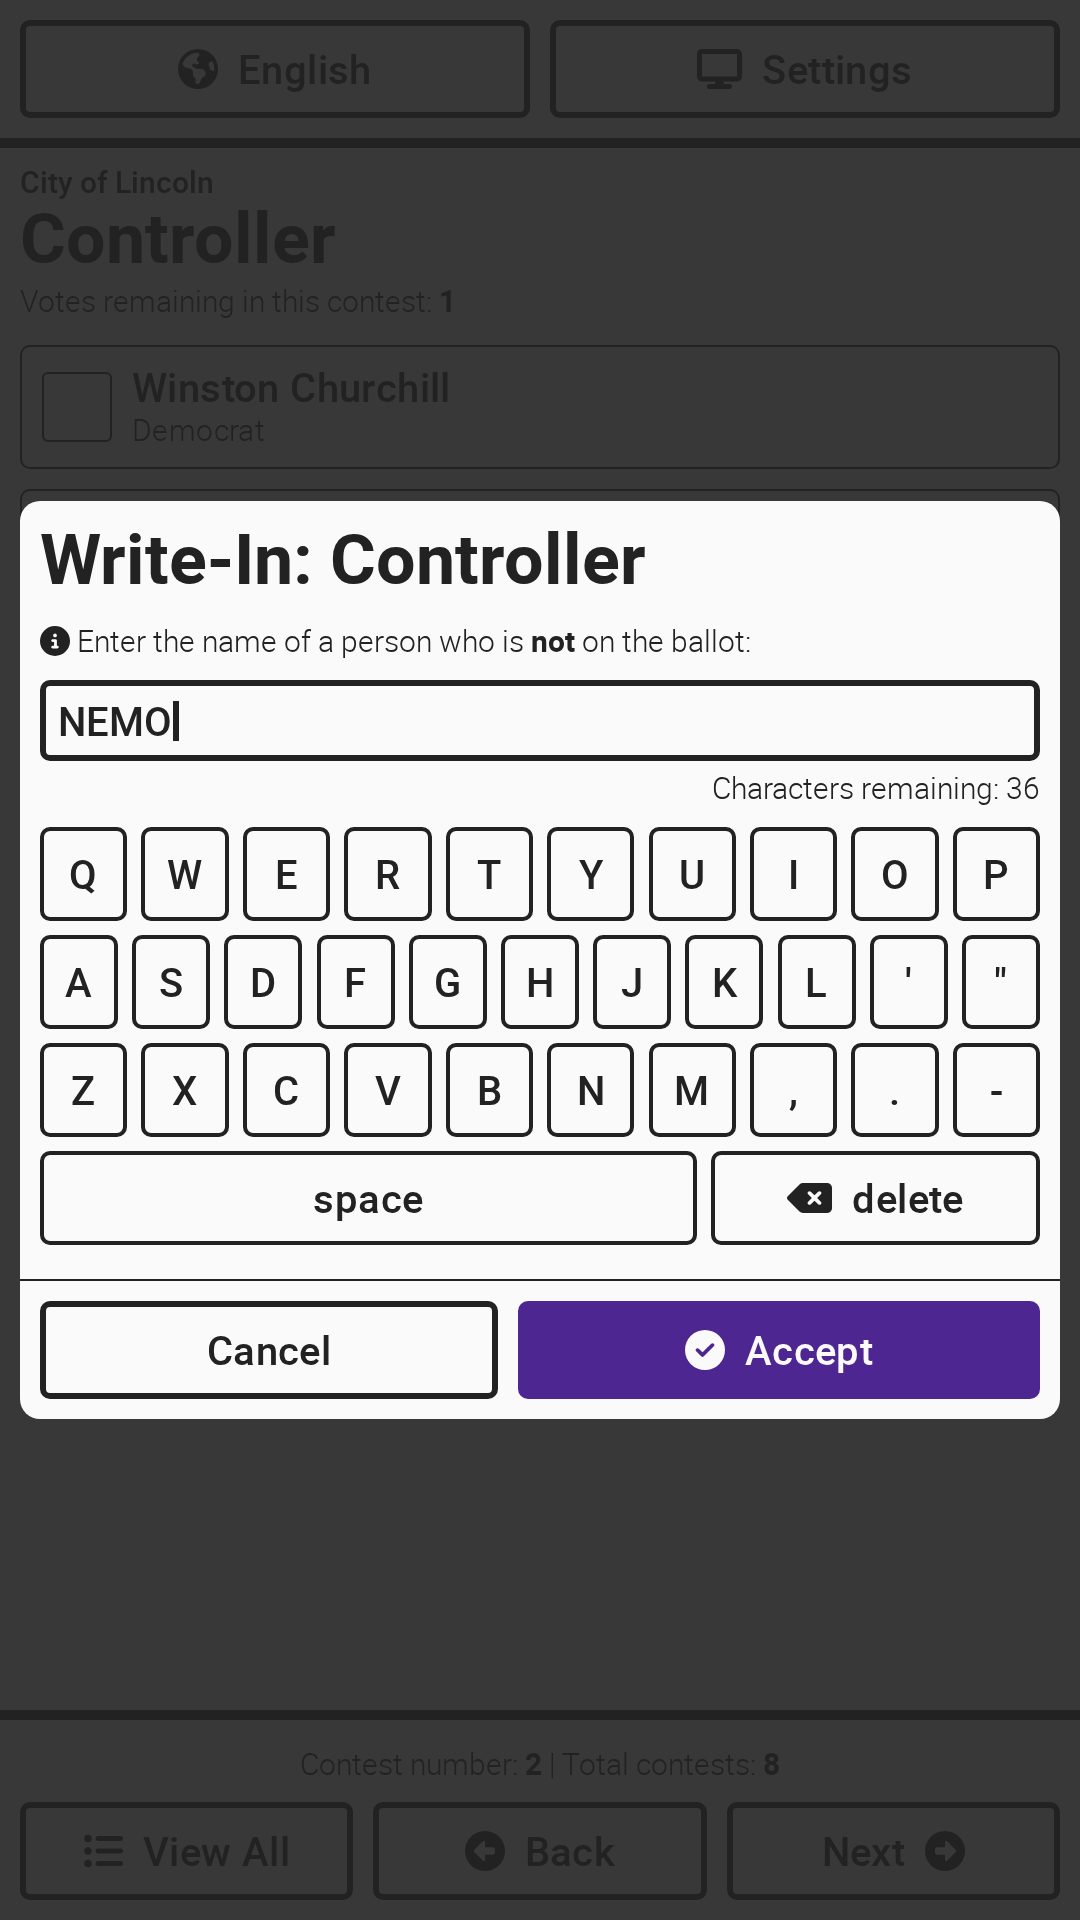 English
Settings
City of Lincoln
Controller
Votes remaining in this contest: 1
Winston Churchill
Democrat
Write-In: Controller
Enter the name of a person who is not on the ballot:
NEMO
Characters remaining: 36
Q W E R T Y U I O P
A S D F G H J K L ' "
Z X C V B N M , . -
space
delete
Cancel
Accept
Contest number: 2 | Total contests: 8
View All
Back
Next